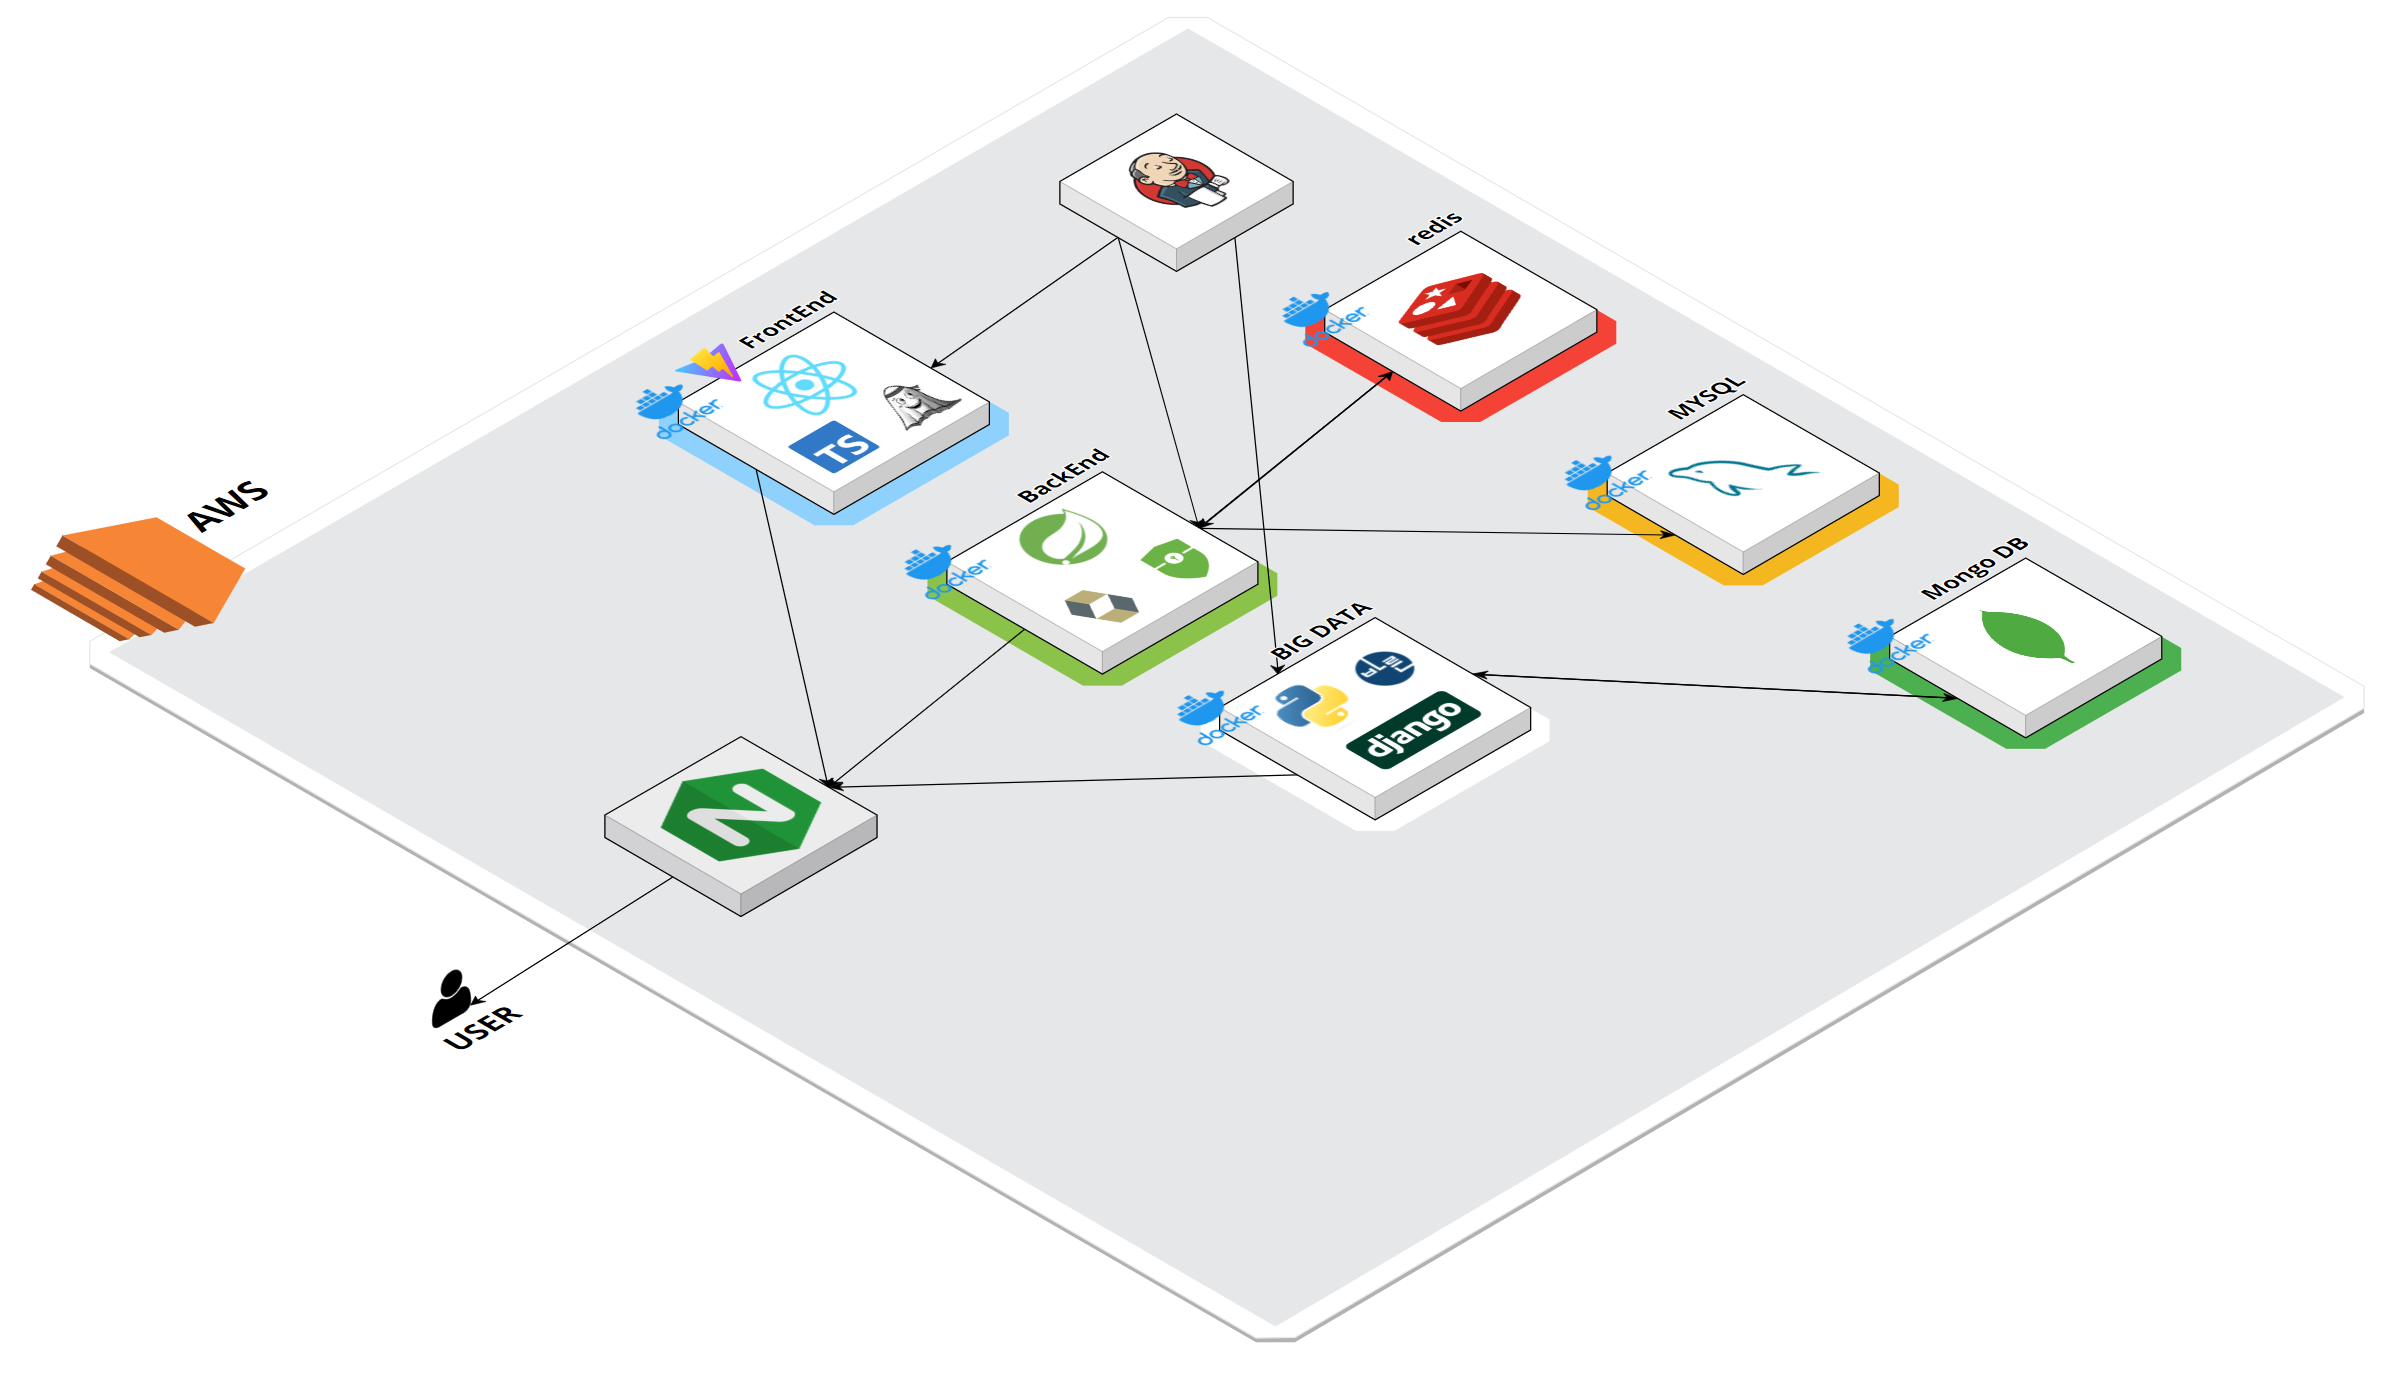 redis
docker
FrontEnd
docker
TS
MYSQL
docker
BackEnd
docker
AWS
Mongo DB
docker
BIG DATA
docker
django
USER